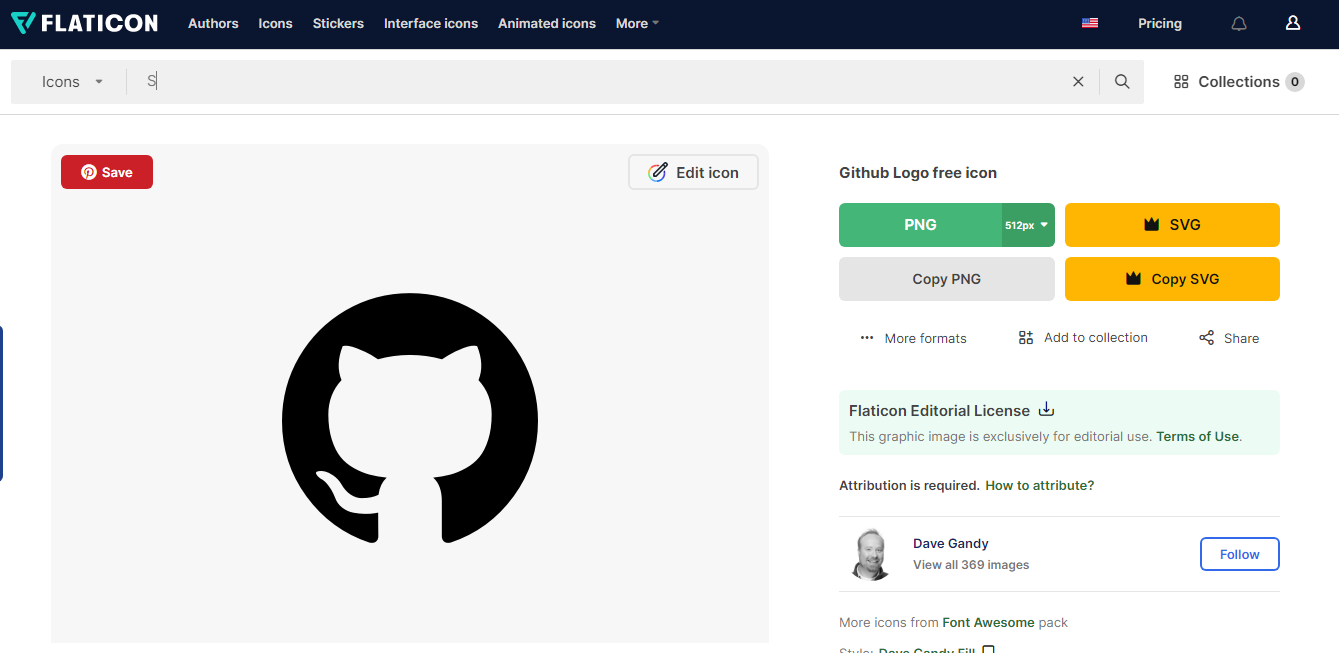 FLATICON Authors Icons Stickers Interface icons Animated icons More Pricing
Icons S Collections 0
Save Edit icon
Github Logo free icon
PNG 512px SVG
Copy PNG Copy SVG
More formats Add to collection Share
Flaticon Editorial License
This graphic image is exclusively for editorial use. Terms of Use.
Attribution is required. How to attribute?
Dave Gandy
View all 369 images
Follow
More icons from Font Awesome pack
Style: Dave Gandy Fill